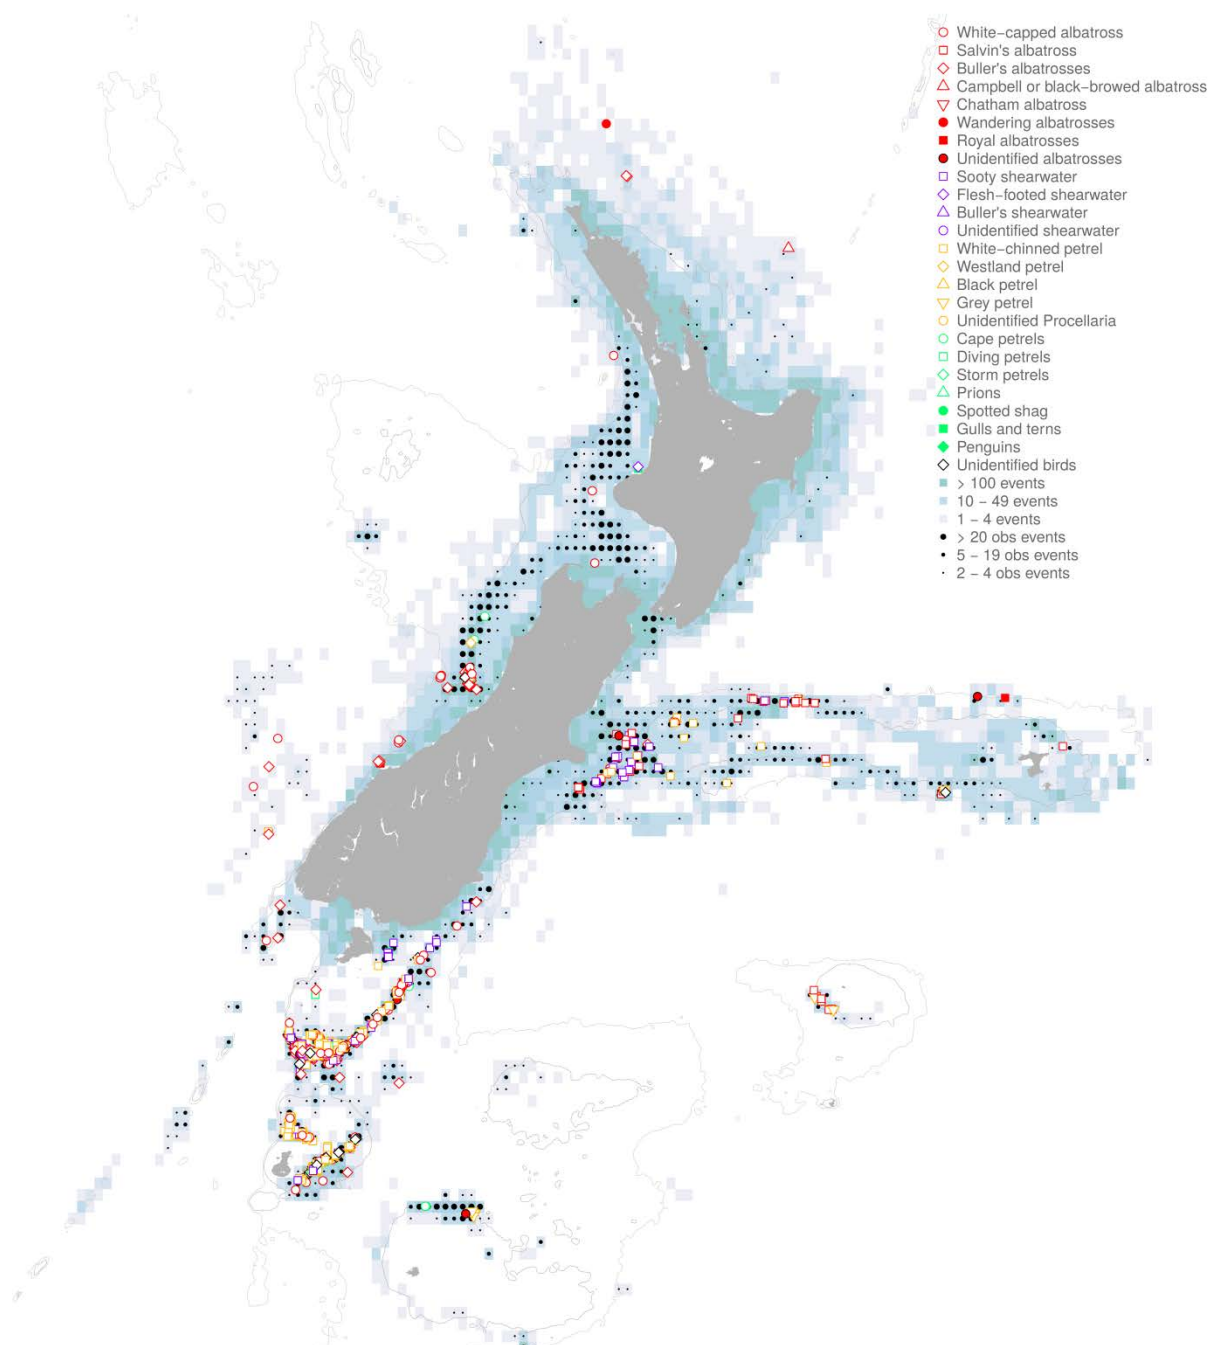 White−capped albatross
Salvin's albatross
Buller's albatrosses
Campbell or black−browed albatross
Chatham albatross
Wandering albatrosses
Royal albatrosses
Unidentified albatrosses
Sooty shearwater
Flesh−footed shearwater
Buller's shearwater
Unidentified shearwater
White−chinned petrel
Westland petrel
Black petrel
Grey petrel
Unidentified Procellaria
Cape petrels
Diving petrels
Storm petrels
Prions
Spotted shag
Gulls and terns
Penguins
Unidentified birds
> 100 events
10 − 49 events
1 − 4 events
> 20 obs events
5 − 19 obs events
2 − 4 obs events